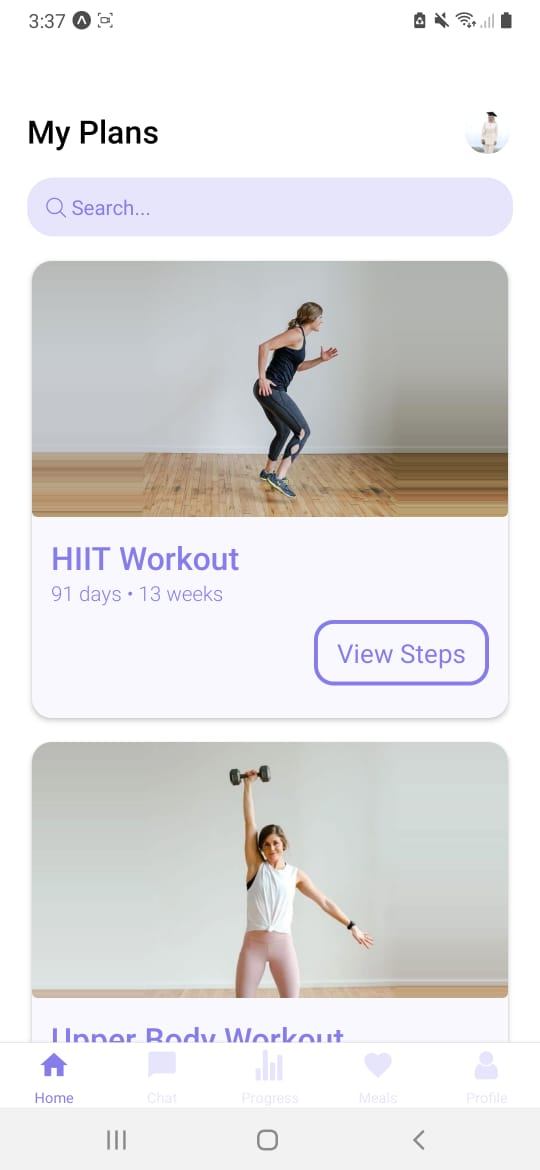 3:37
My Plans
Search...
HIIT Workout
91 days • 13 weeks
View Steps
Upper Body Workout
Home
Chat
Progress
Meals
Profile